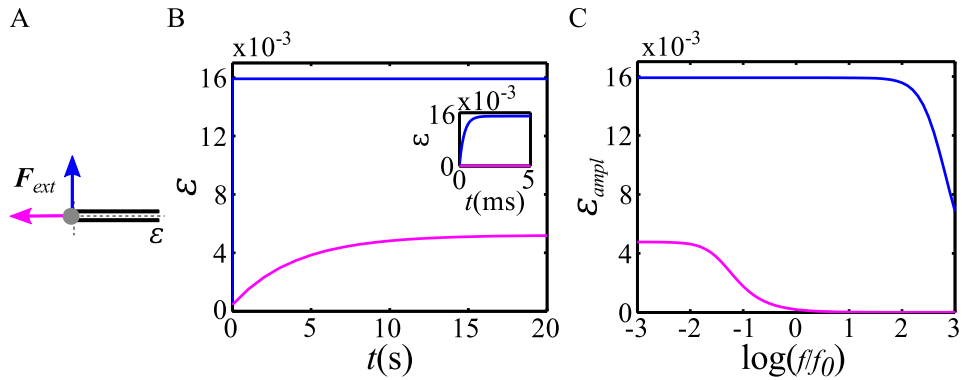 A
F_ext
ε
B
x10^-3
16
12
8
4
0
ε
0 5 10 15 20
t(s)
x10^-3
16
0
ε
0 5
t(ms)
C
x10^-3
16
12
8
4
0
ε_ampl
-3 -2 -1 0 1 2 3
log(f/f_0)